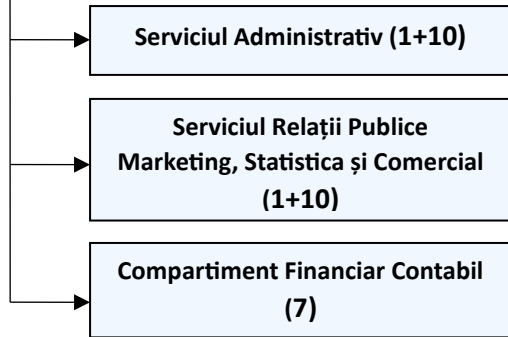 Serviciul Administrativ (1+10)
Serviciul Relații Publice
Marketing, Statistica și Comercial
(1+10)
Compartiment Financiar Contabil
(7)